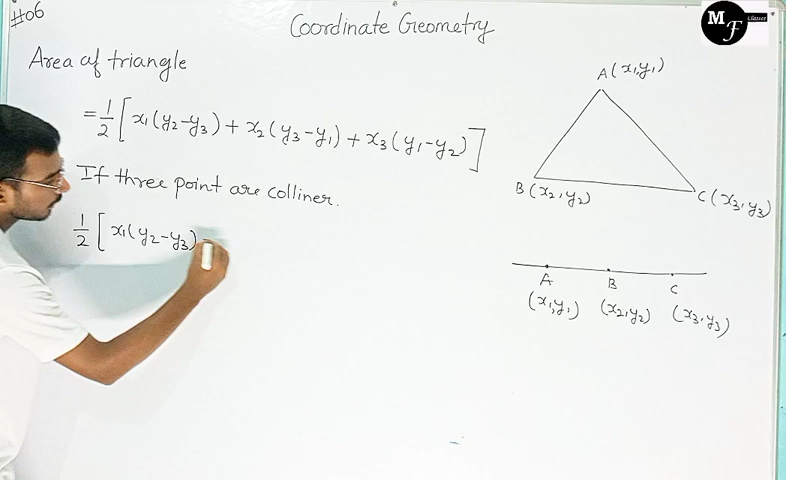 #06
Coordinate Geometry
M F Classes
Area of triangle
= 1/2 [ x₁(y₂-y₃) + x₂(y₃-y₁) + x₃(y₁-y₂) ]
If three point are colliner.
1/2 [ x₁(y₂-y₃)
A(x₁,y₁)
B(x₂,y₂)
C(x₃,y₃)
A B C
(x₁,y₁) (x₂,y₂) (x₃,y₃)